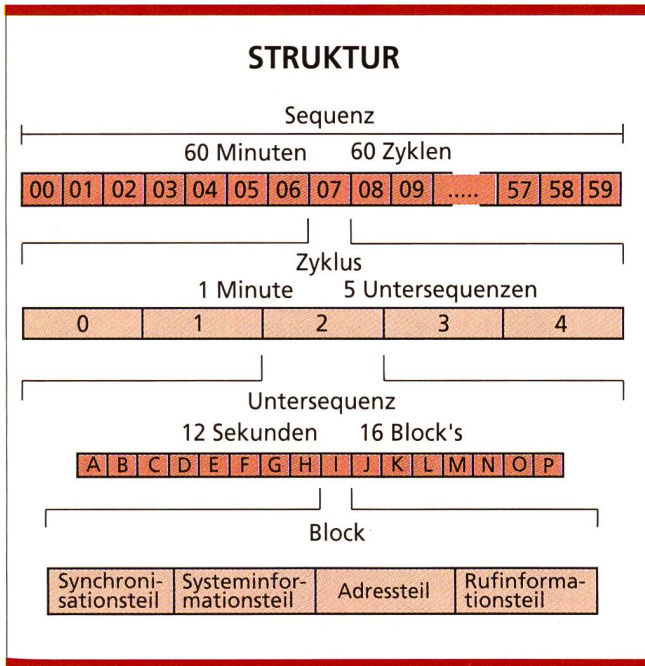 STRUKTUR
Sequenz
60 Minuten 60 Zyklen
00 01 02 03 04 05 06 07 08 09 ..... 57 58 59
Zyklus
1 Minute 5 Untersequenzen
0 1 2 3 4
Untersequenz
12 Sekunden 16 Block's
A B C D E F G H I J K L M N O P
Block
Synchroni-
sationsteil
Systeminfor-
mationsteil
Adressteil
Rufinforma-
tionsteil